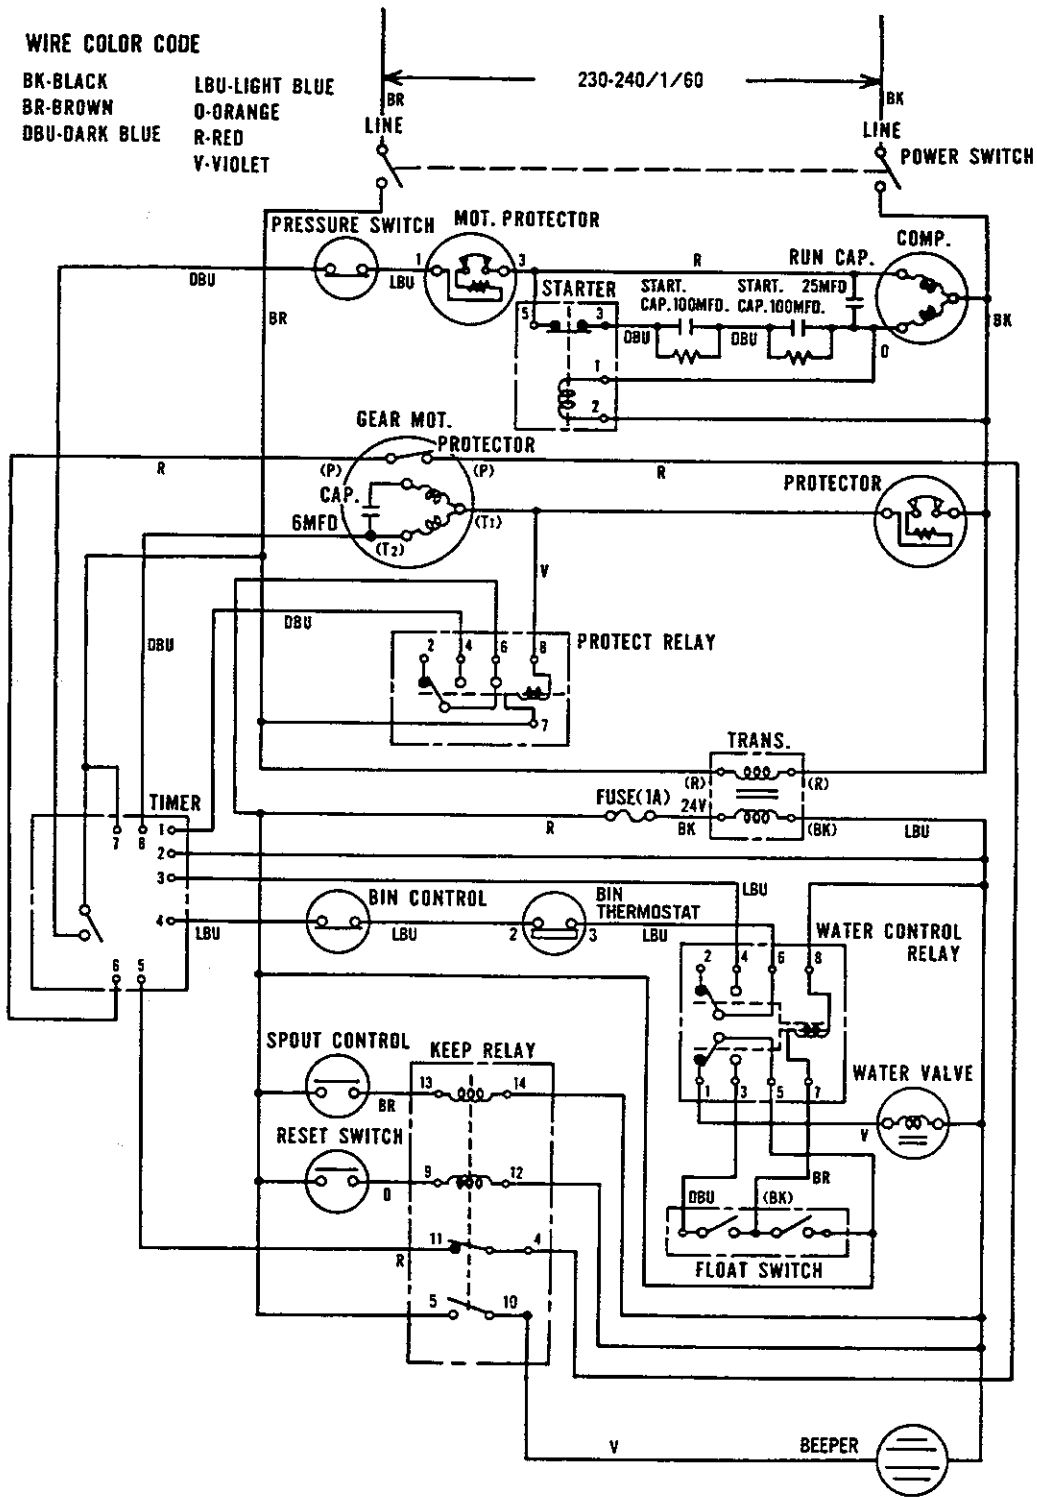 WIRE COLOR CODE
BK-BLACK
BR-BROWN
DBU-DARK BLUE
LBU-LIGHT BLUE
O-ORANGE
R-RED
V-VIOLET
230-240/1/60
BR
BK
LINE
LINE
POWER SWITCH
PRESSURE SWITCH
MOT. PROTECTOR
COMP.
1
3
R
RUN CAP.
DBU
LBU
STARTER
START.
CAP.100MFD.
START.
CAP.100MFD.
25MFD
BR
5
3
DBU
DBU
O
BK
1
2
GEAR MOT.
PROTECTOR
R
(P)
(P)
R
PROTECTOR
CAP.
6MFD
(T1)
(T2)
V
DBU
DBU
2
4
6
8
PROTECT RELAY
7
TRANS.
(R)
(R)
FUSE(1A)
24V
R
BK
(BK)
LBU
TIMER
7
8
1
2
3
4
LBU
BIN CONTROL
BIN
THERMOSTAT
LBU
LBU
2
3
LBU
WATER CONTROL
RELAY
2
4
6
8
6
5
SPOUT CONTROL
KEEP RELAY
13
14
BR
1
3
5
7
WATER VALVE
V
RESET SWITCH
9
12
O
DBU
(BK)
BR
11
4
R
FLOAT SWITCH
5
10
V
BEEPER